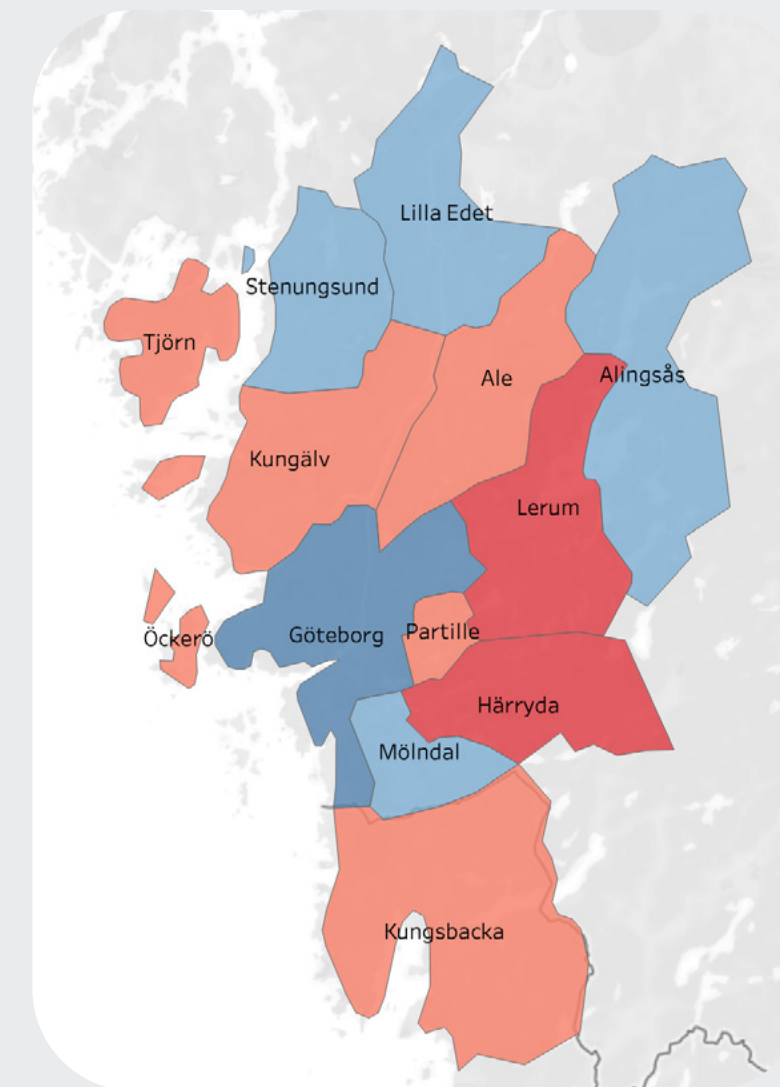 Lilla Edet
Stenungsund
Tjörn
Ale
Alingsås
Kungälv
Lerum
Öckerö
Göteborg
Partille
Härryda
Mölndal
Kungsbacka